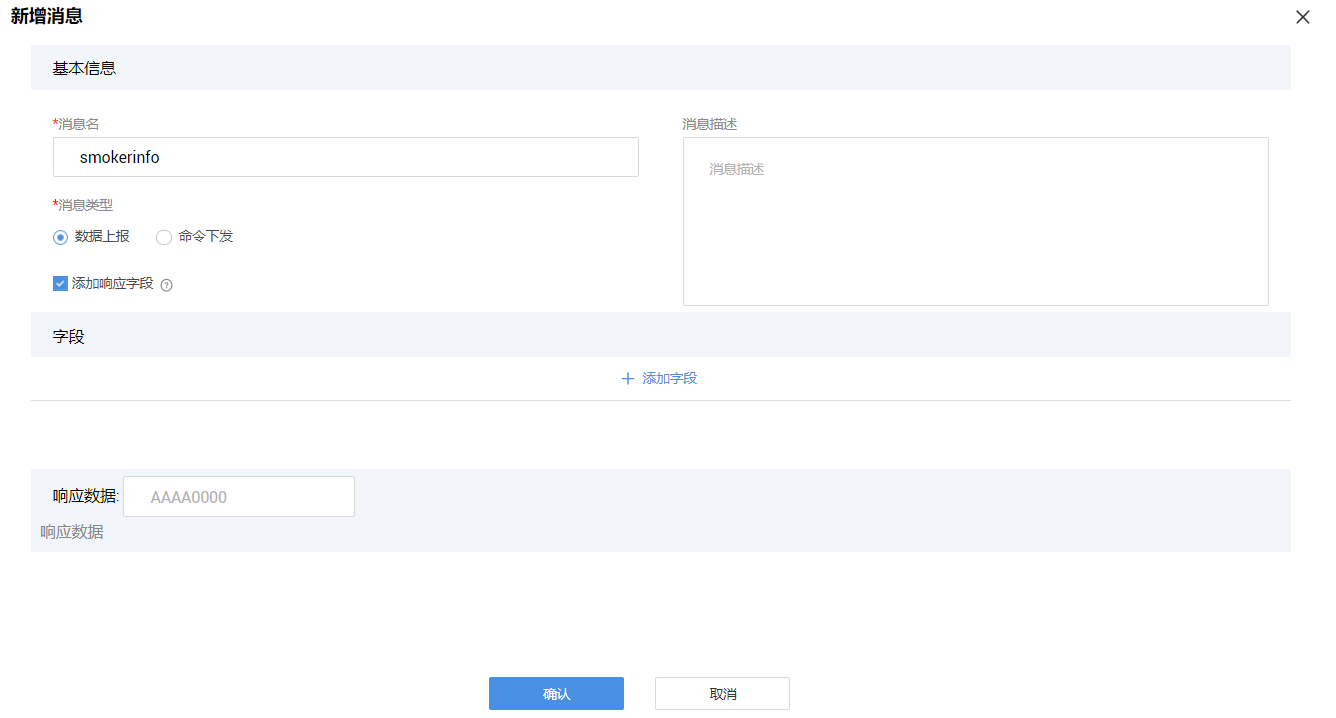 新增消息
基本信息
*消息名
smokerinfo
*消息类型
数据上报 命令下发
添加响应字段 ?
消息描述
消息描述
字段
+ 添加字段
响应数据: AAAA0000
响应数据
确认 取消